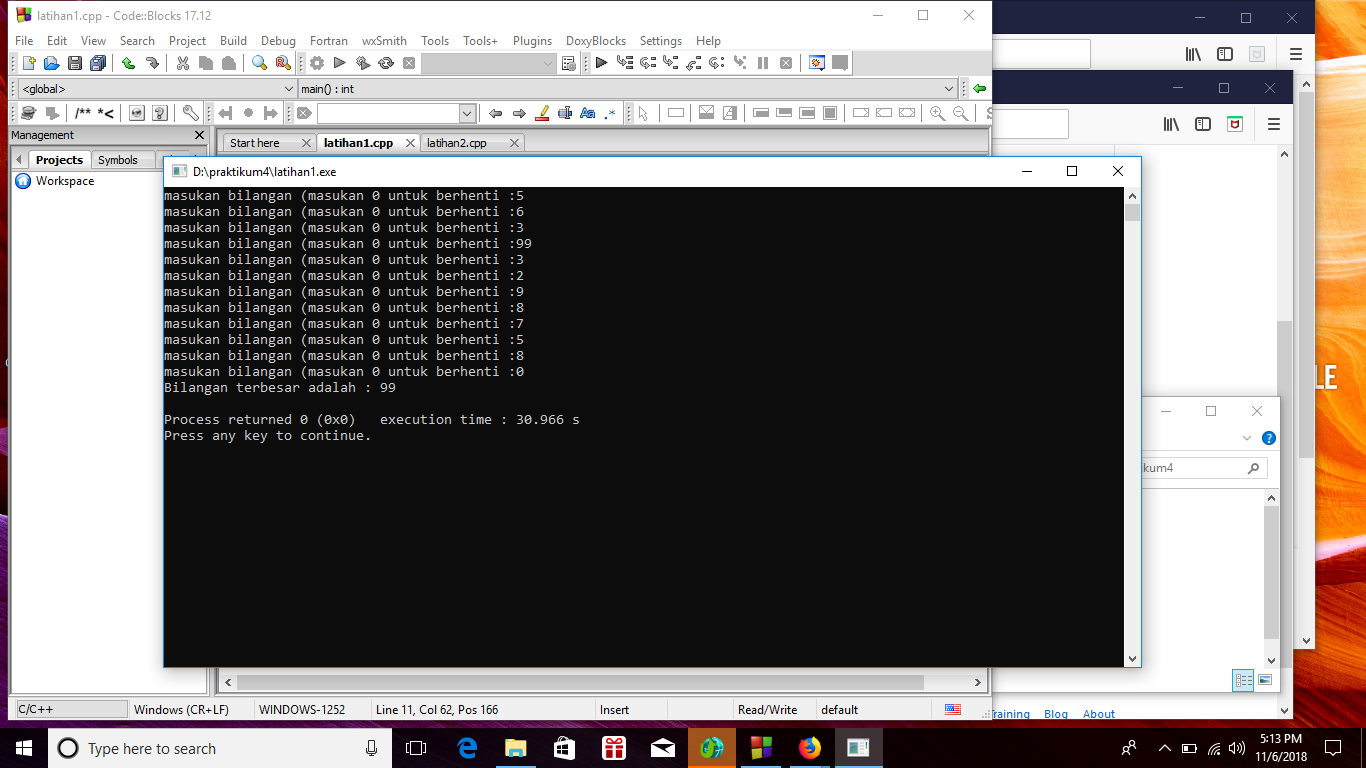 latihan1.cpp - Code::Blocks 17.12
File Edit View Search Project Build Debug Fortran wxSmith Tools Tools+ Plugins DoxyBlocks Settings Help
<global> main() : int
/** *<
Aa .*
Management
Start here latihan1.cpp latihan2.cpp
Projects Symbols
Workspace
D:\praktikum4\latihan1.exe
masukan bilangan (masukan 0 untuk berhenti :5
masukan bilangan (masukan 0 untuk berhenti :6
masukan bilangan (masukan 0 untuk berhenti :3
masukan bilangan (masukan 0 untuk berhenti :99
masukan bilangan (masukan 0 untuk berhenti :3
masukan bilangan (masukan 0 untuk berhenti :2
masukan bilangan (masukan 0 untuk berhenti :9
masukan bilangan (masukan 0 untuk berhenti :8
masukan bilangan (masukan 0 untuk berhenti :7
masukan bilangan (masukan 0 untuk berhenti :5
masukan bilangan (masukan 0 untuk berhenti :8
masukan bilangan (masukan 0 untuk berhenti :0
Bilangan terbesar adalah : 99
Process returned 0 (0x0)   execution time : 30.966 s
Press any key to continue.
LE
kum4
C/C++ Windows (CR+LF) WINDOWS-1252 Line 11, Col 62, Pos 166 Insert Read/Write default
Training Blog About
Type here to search
5:13 PM
11/6/2018